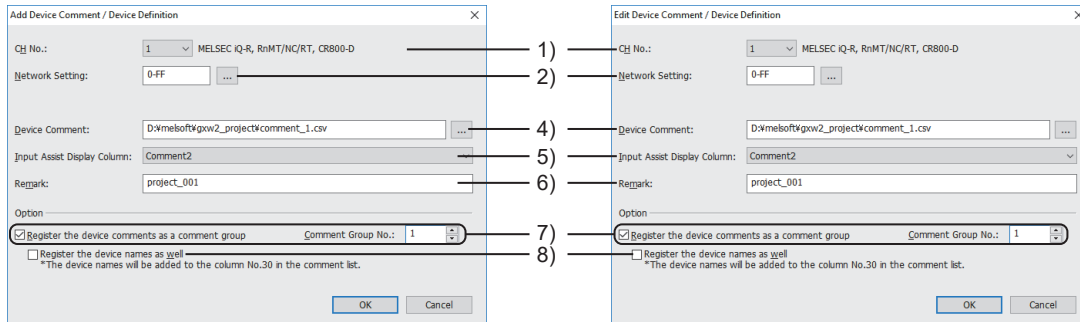 Add Device Comment / Device Definition
CH No.: 1 MELSEC iQ-R, RnMT/NC/RT, CR800-D
Network Setting: 0-FF ...
Device Comment: D:¥melsoft¥gxw2_project¥comment_1.csv ...
Input Assist Display Column: Comment2
Remark: project_001
Option
Register the device comments as a comment group Comment Group No.: 1
Register the device names as well
*The device names will be added to the column No.30 in the comment list.
OK Cancel
1)
2)
4)
5)
6)
7)
8)
Edit Device Comment / Device Definition
CH No.: 1 MELSEC iQ-R, RnMT/NC/RT, CR800-D
Network Setting: 0-FF ...
Device Comment: D:¥melsoft¥gxw2_project¥comment_1.csv ...
Input Assist Display Column: Comment2
Remark: project_001
Option
Register the device comments as a comment group Comment Group No.: 1
Register the device names as well
*The device names will be added to the column No.30 in the comment list.
OK Cancel